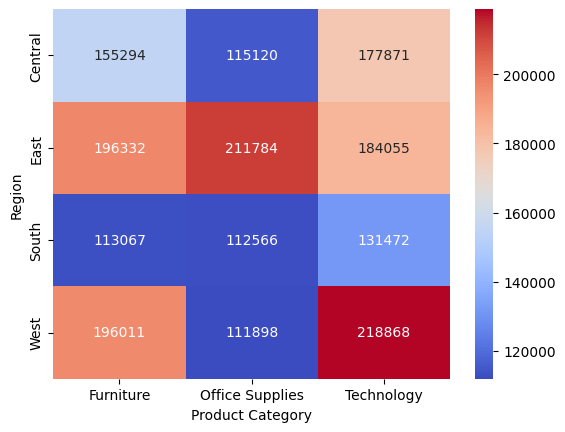 Region
Central
East
South
West
155294 115120 177871
196332 211784 184055
113067 112566 131472
196011 111898 218868
Furniture Office Supplies Technology
Product Category
200000
180000
160000
140000
120000